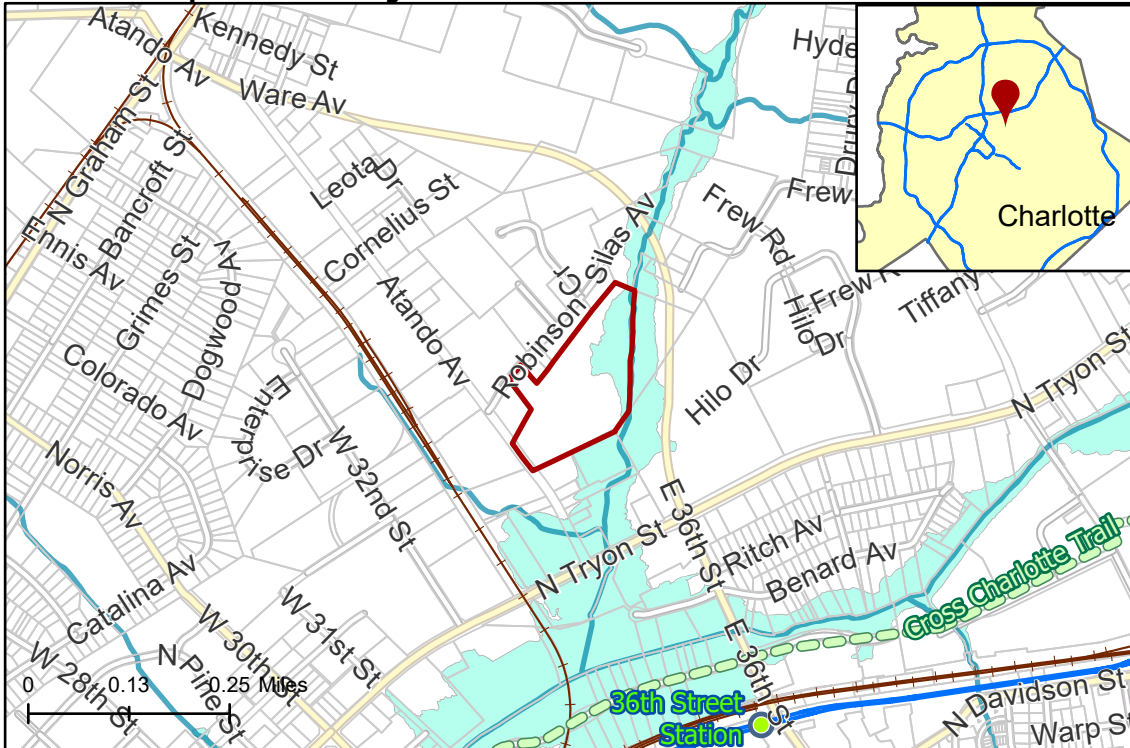 Kennedy St
Atando Av
Ware Av
Hyde
Drury D
N Graham St
Bancroft St
Leota
Dr
Cornelius St
Silas Av
Frew
Frew Rd
Charlotte
Ennis Av
Grimes St
Dogwood Av
Atando Av
Ct
Robinson
Hilo
Dr
Frew R
Tiffany
Colorado Av
Enterprise Dr
Hilo Dr
N Tryon St
Norris Av
W 32nd St
E 36th St
Ritch Av
Benard Av
N Tryon St
Cross Charlotte Trail
Catalina Av
W 31st St
W 30th St
E 36th St
W 28th St
N Pine St
0 0.13 0.25 Miles
36th Street
Station
N Davidson St
Warp St